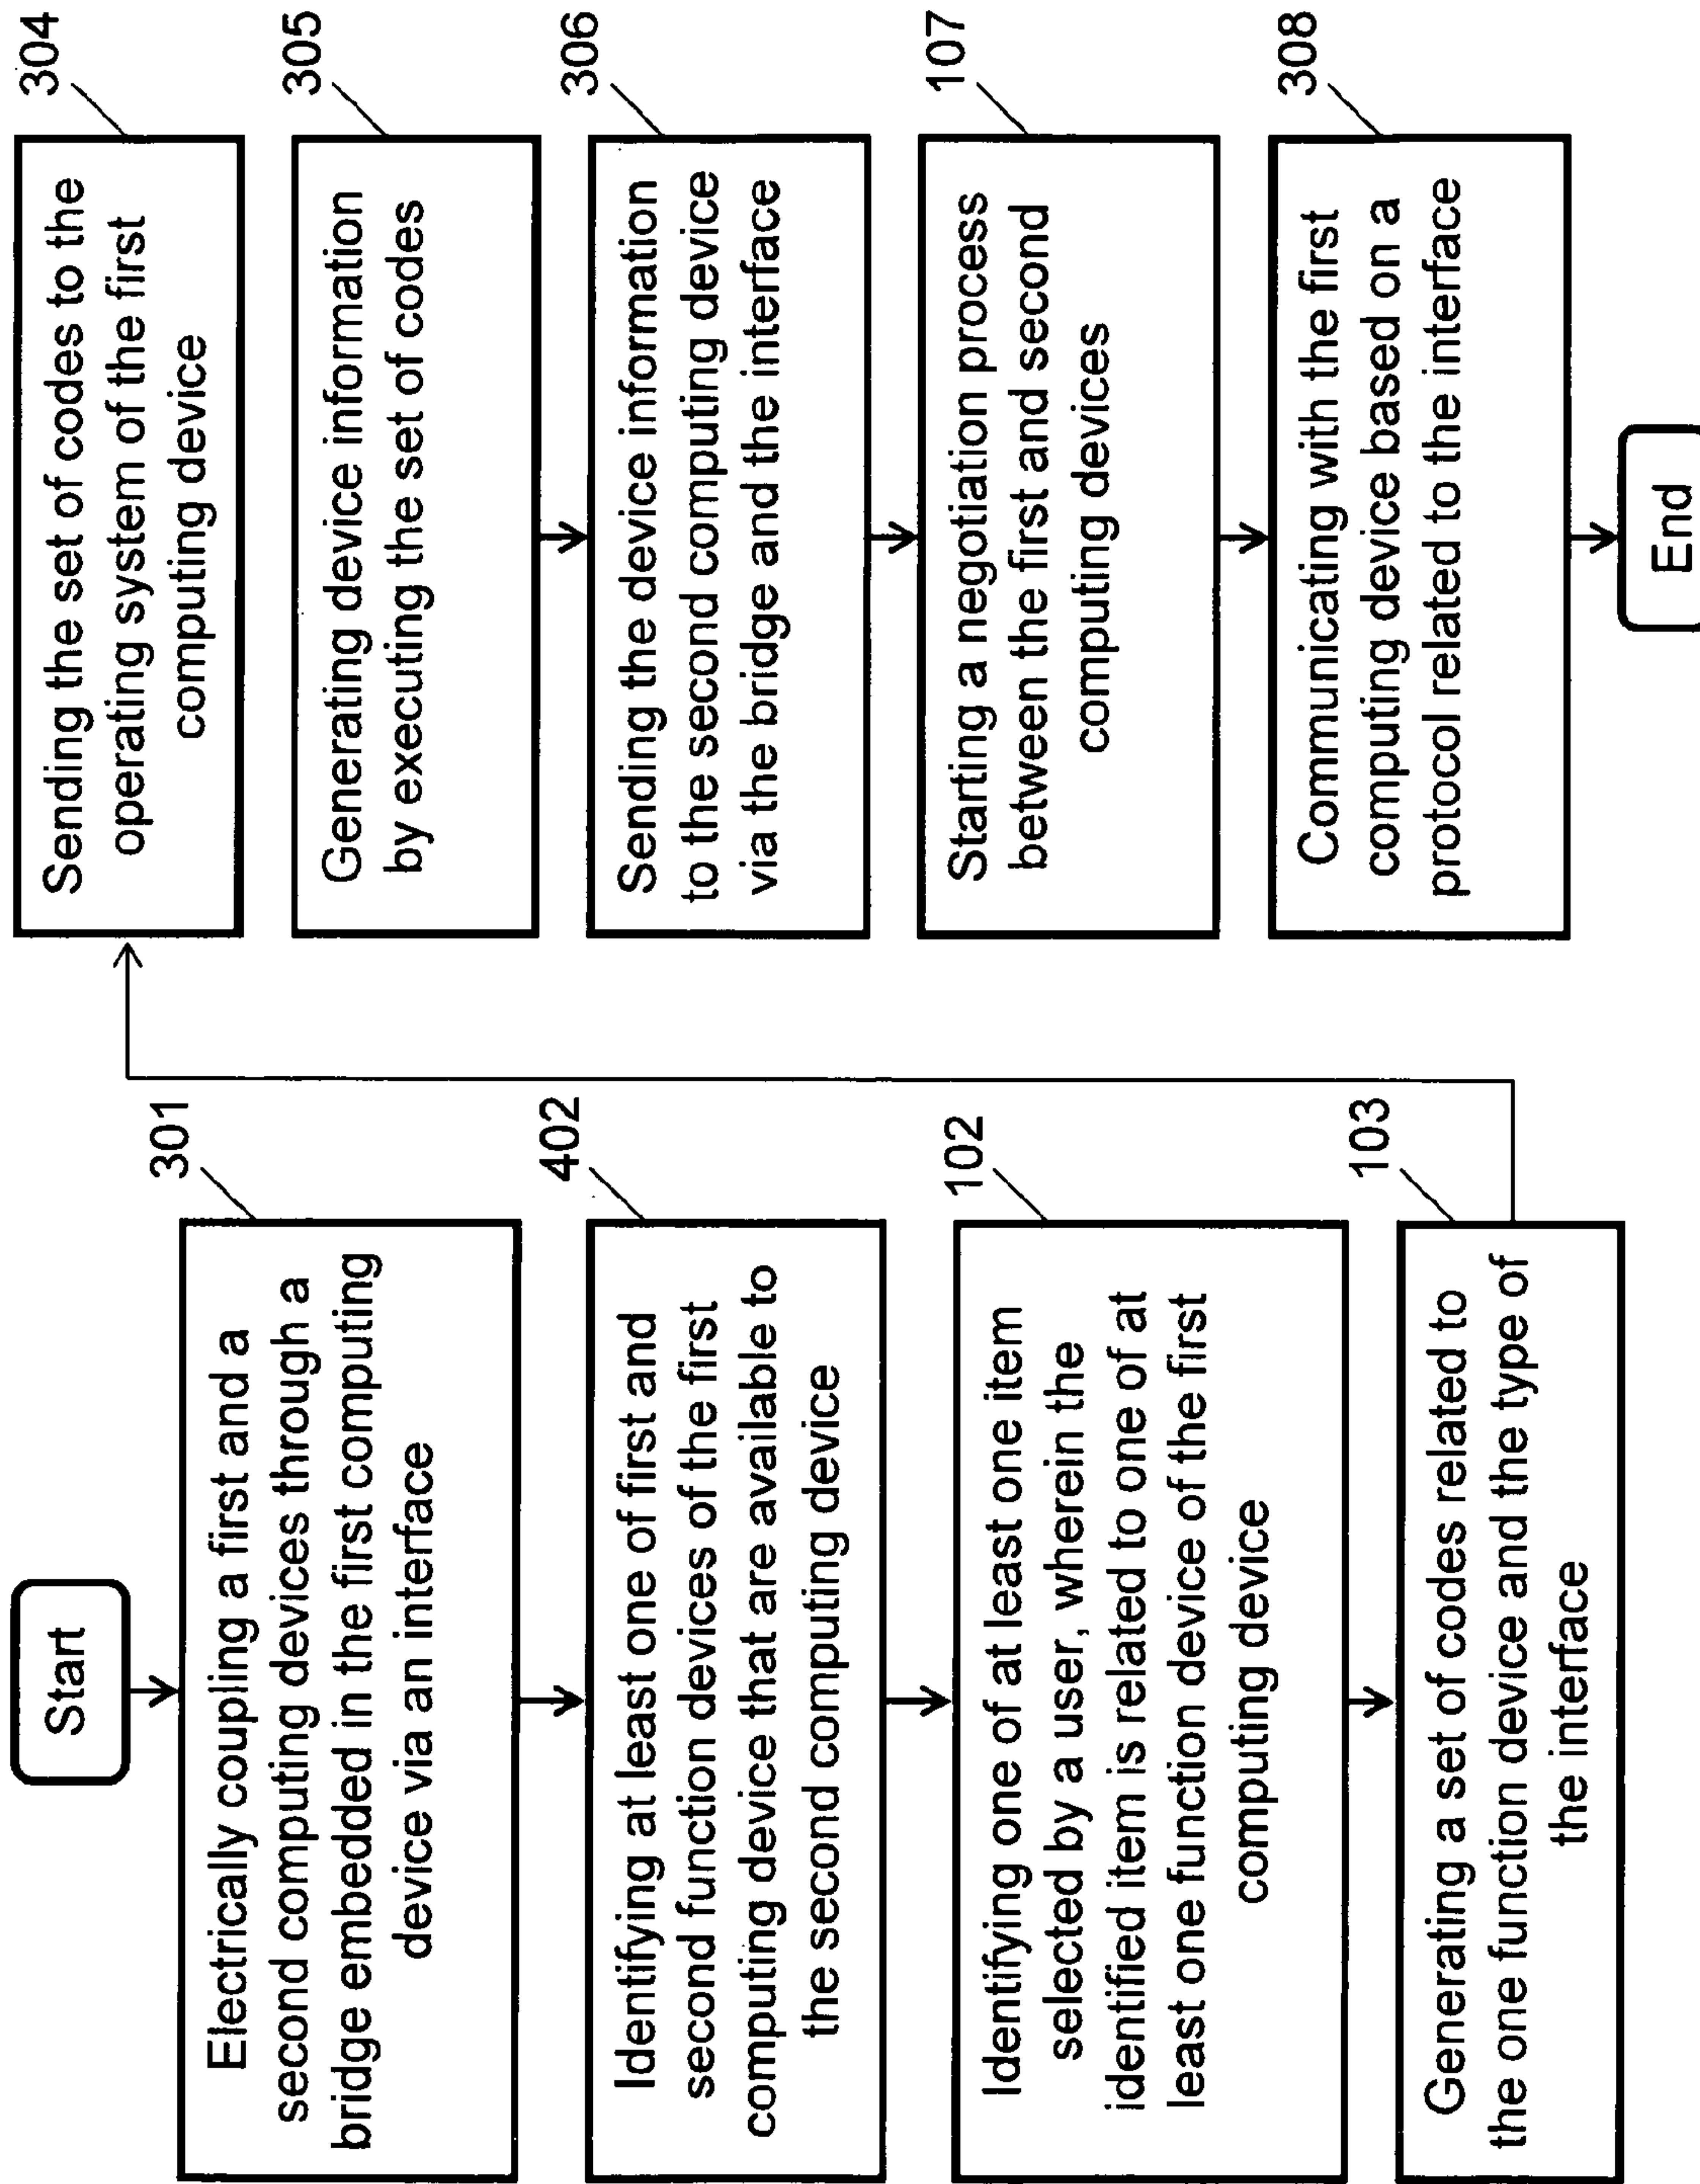 Start
301
Electrically coupling a first and a
second computing devices through a
bridge embedded in the first computing
device via an interface
402
Identifying at least one of first and
second function devices of the first
computing device that are available to
the second computing device
102
Identifying one of at least one item
selected by a user, wherein the
identified item is related to one of at
least one function device of the first
computing device
103
Generating a set of codes related to
the one function device and the type of
the interface
304
Sending the set of codes to the
operating system of the first
computing device
305
Generating device information
by executing the set of codes
306
Sending the device information
to the second computing device
via the bridge and the interface
107
Starting a negotiation process
between the first and second
computing devices
308
Communicating with the first
computing device based on a
protocol related to the interface
End